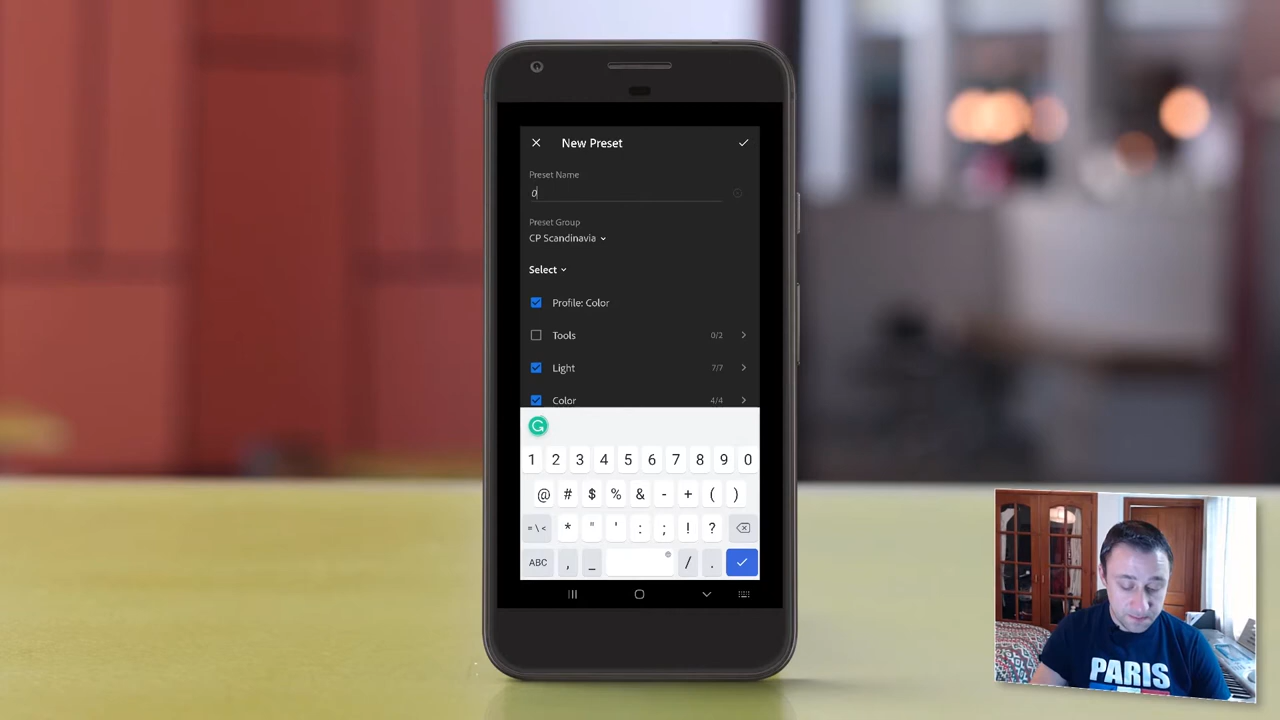 New Preset
Preset Name
0
Preset Group
CP Scandinavia
Select
Profile: Color
Tools 0/2
Light 7/7
Color 4/4
1 2 3 4 5 6 7 8 9 0
@ # $ % & - + ( )
=\< * " ' : ; ! ?
ABC , _ / .
PARIS